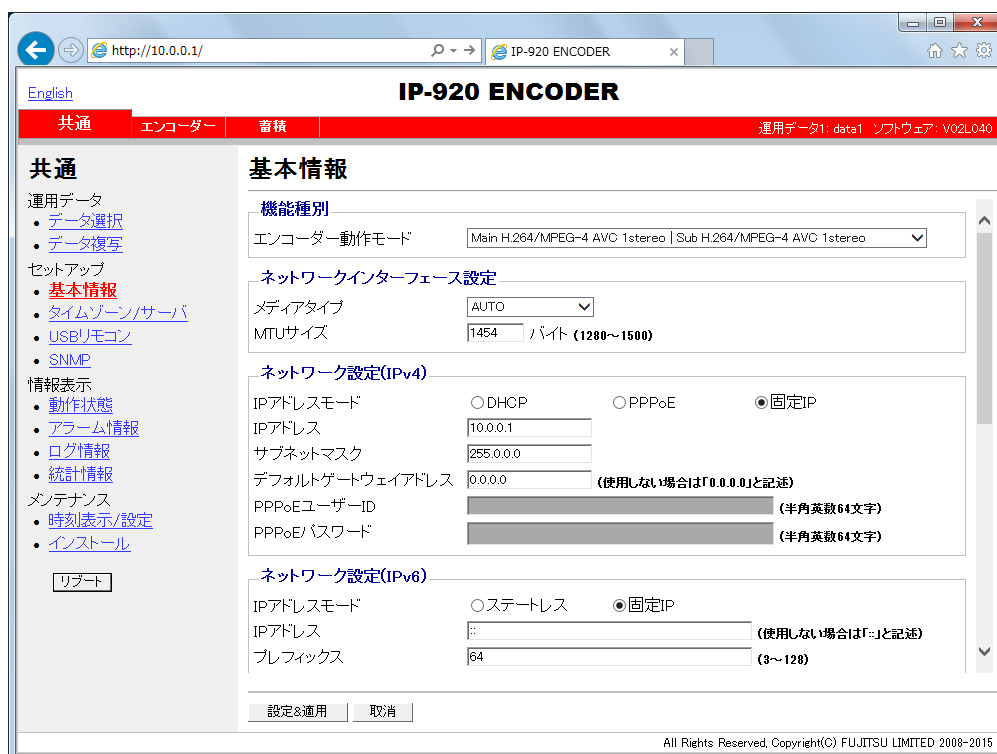 http://10.0.0.1/
IP-920 ENCODER
English
IP-920 ENCODER
共通
エンコーダー
蓄積
運用データ1: data1 ソフトウェア: V02L040
共通
運用データ
データ選択
データ複写
セットアップ
基本情報
タイムゾーン/サーバ
USBリモコン
SNMP
情報表示
動作状態
アラーム情報
ログ情報
統計情報
メンテナンス
時刻表示/設定
インストール
リブート
基本情報
機能種別
エンコーダー動作モード Main H.264/MPEG-4 AVC 1stereo | Sub H.264/MPEG-4 AVC 1stereo
ネットワークインターフェース設定
メディアタイプ AUTO
MTUサイズ 1454 バイト (1280～1500)
ネットワーク設定(IPv4)
IPアドレスモード DHCP PPPoE 固定IP
IPアドレス 10.0.0.1
サブネットマスク 255.0.0.0
デフォルトゲートウェイアドレス 0.0.0.0 (使用しない場合は「0.0.0.0」と記述)
PPPoEユーザーID (半角英数64文字)
PPPoEパスワード (半角英数64文字)
ネットワーク設定(IPv6)
IPアドレスモード ステートレス 固定IP
IPアドレス :: (使用しない場合は「::」と記述)
プレフィックス 64 (3～128)
設定&適用 取消
All Rights Reserved, Copyright(C) FUJITSU LIMITED 2008-2015